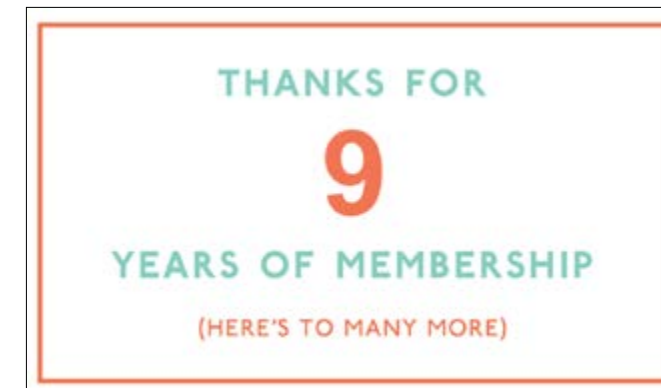 THANKS FOR
9
YEARS OF MEMBERSHIP
(HERE'S TO MANY MORE)